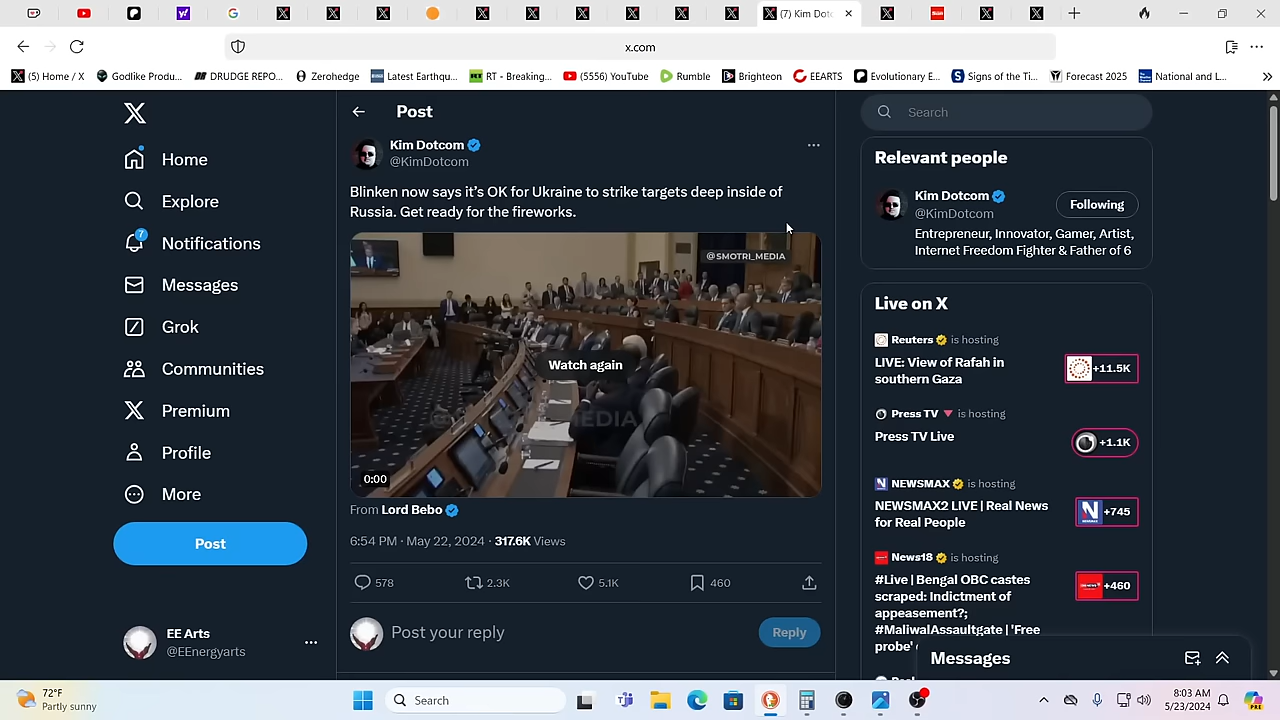 (7) Kim Dotc
x.com
(5) Home / X
Godlike Produ...
DRUDGE REPO...
Zerohedge
Latest Earthqu...
RT - Breaking...
(5556) YouTube
Rumble
Brighteon
EEARTS
Evolutionary E...
Signs of the Ti...
Forecast 2025
National and L...
Home
Explore
7
Notifications
Messages
Grok
Communities
Premium
Profile
More
Post
EE Arts
@EEnergyarts
Post
Kim Dotcom
@KimDotcom
Blinken now says it's OK for Ukraine to strike targets deep inside of
Russia. Get ready for the fireworks.
@SMOTRI_MEDIA
Watch again
0:00
From Lord Bebo
6:54 PM · May 22, 2024 · 317.6K Views
578
2.3K
5.1K
460
Post your reply
Reply
Search
Relevant people
Kim Dotcom
@KimDotcom
Following
Entrepreneur, Innovator, Gamer, Artist,
Internet Freedom Fighter & Father of 6
Live on X
Reuters is hosting
LIVE: View of Rafah in
southern Gaza
+11.5K
Press TV is hosting
Press TV Live
+1.1K
NEWSMAX is hosting
NEWSMAX2 LIVE | Real News
for Real People
+745
News18 is hosting
#Live | Bengal OBC castes
scraped: Indictment of
appeasement?;
#MaliwalAssaultgate | 'Free
probe'
+460
Messages
72°F
Partly sunny
Search
8:03 AM
5/23/2024
PRE